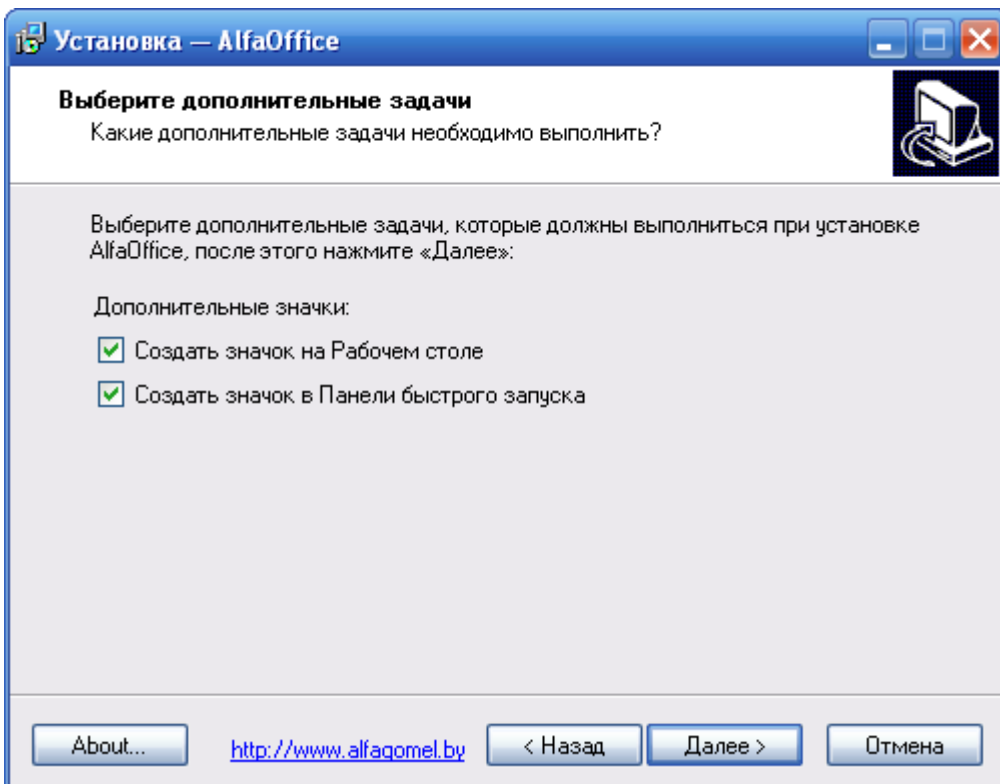 Установка — AlfaOffice
Выберите дополнительные задачи
Какие дополнительные задачи необходимо выполнить?
Выберите дополнительные задачи, которые должны выполниться при установке
AlfaOffice, после этого нажмите «Далее»:
Дополнительные значки:
Создать значок на Рабочем столе
Создать значок в Панели быстрого запуска
About... http://www.alfagomel.by < Назад Далее > Отмена